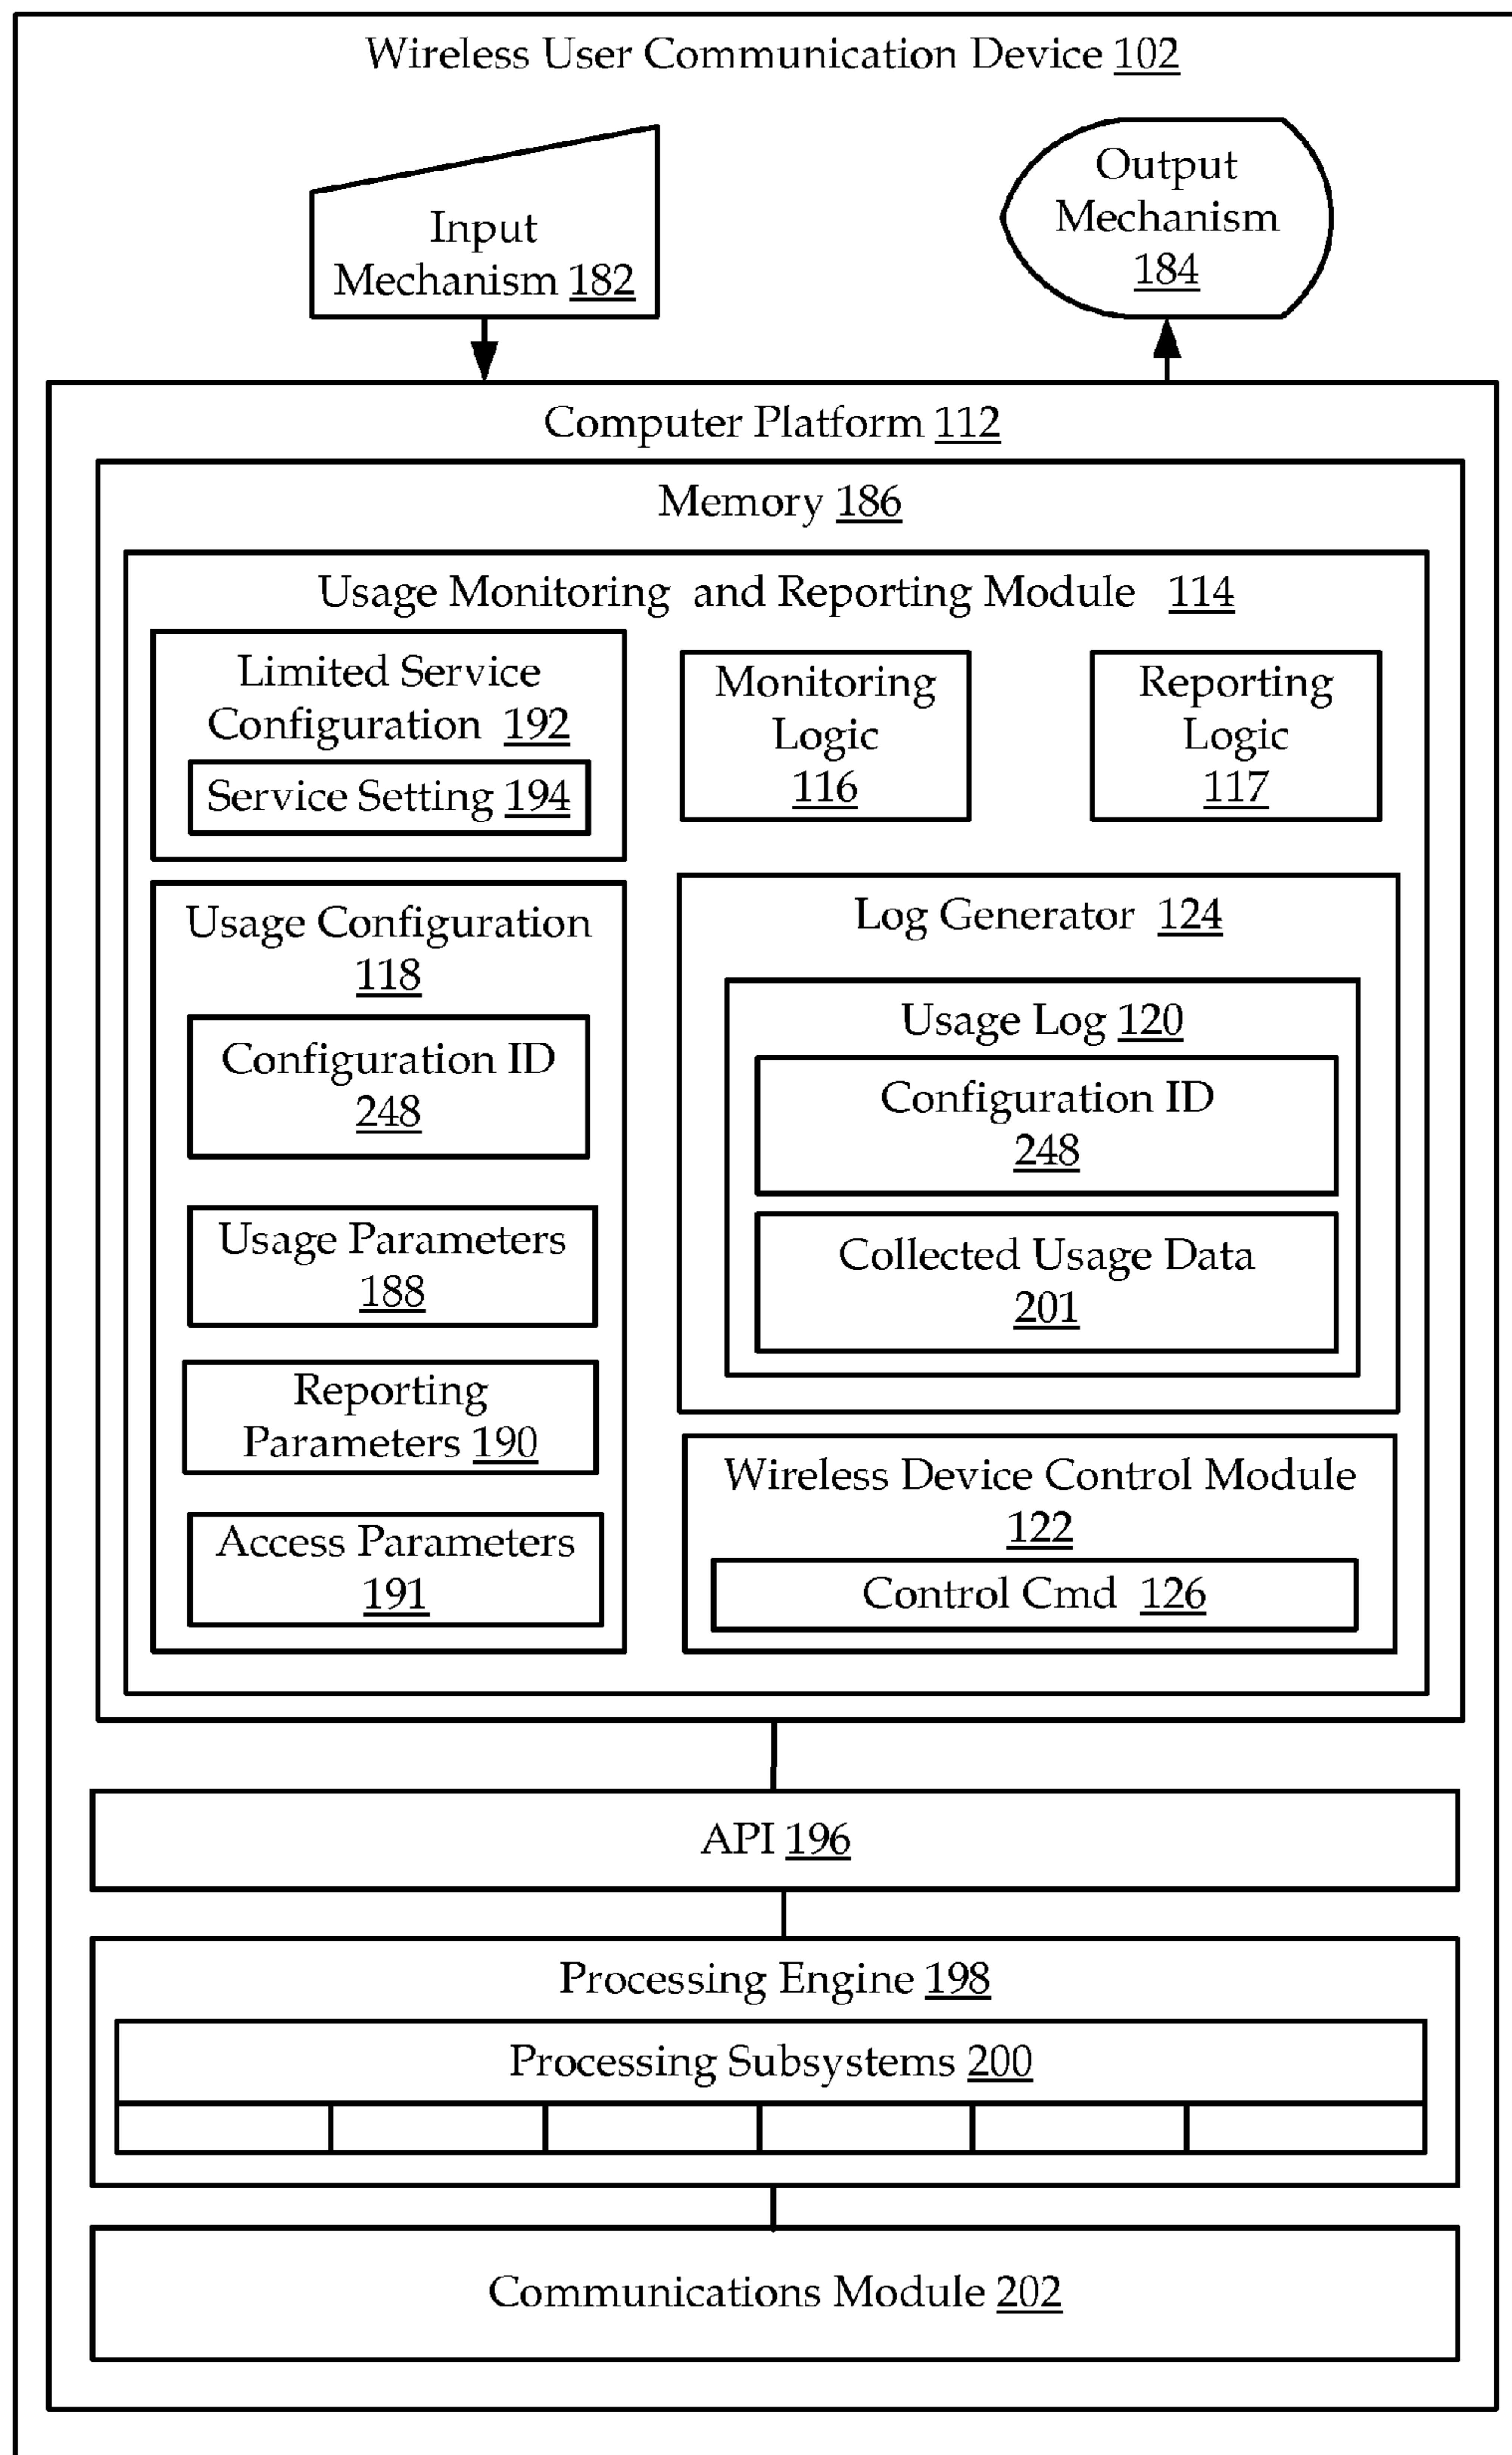 Wireless User Communication Device 102
Input
Mechanism 182
Output
Mechanism
184
Computer Platform 112
Memory 186
Usage Monitoring and Reporting Module 114
Limited Service
Configuration 192
Service Setting 194
Monitoring
Logic
116
Reporting
Logic
117
Usage Configuration
118
Configuration ID
248
Usage Parameters
188
Reporting
Parameters 190
Access Parameters
191
Log Generator 124
Usage Log 120
Configuration ID
248
Collected Usage Data
201
Wireless Device Control Module
122
Control Cmd 126
API 196
Processing Engine 198
Processing Subsystems 200
Communications Module 202